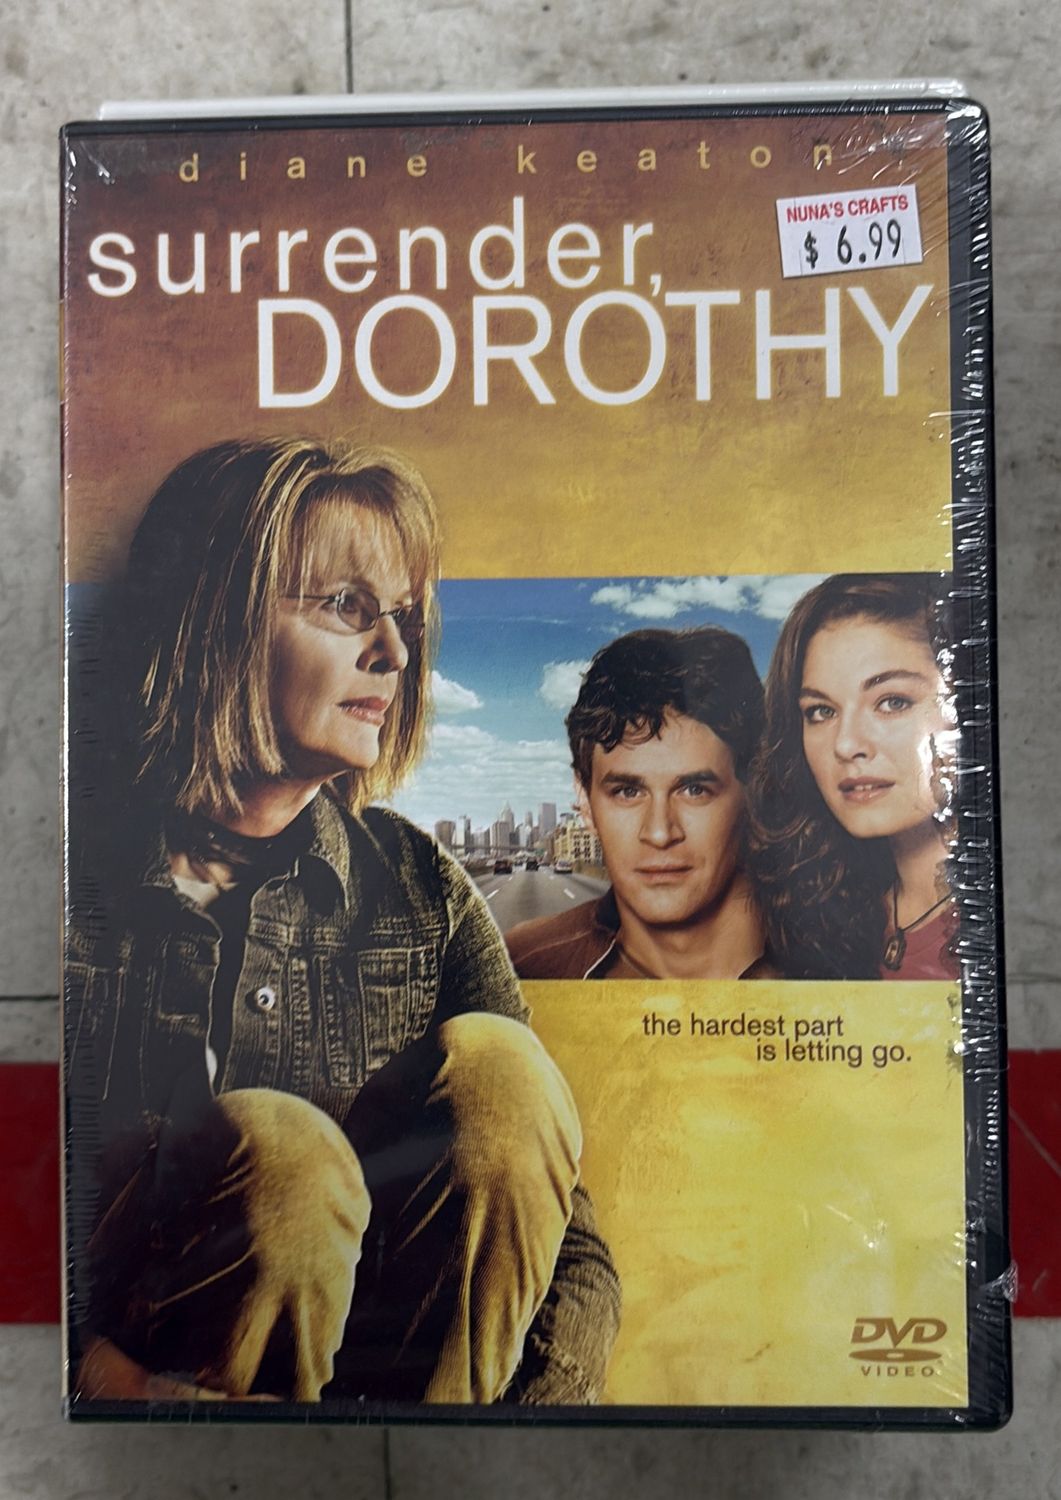 diane keaton
NUNA'S CRAFTS
$ 6.99
surrender,
DOROTHY
the hardest part
is letting go.
DVD
VIDEO